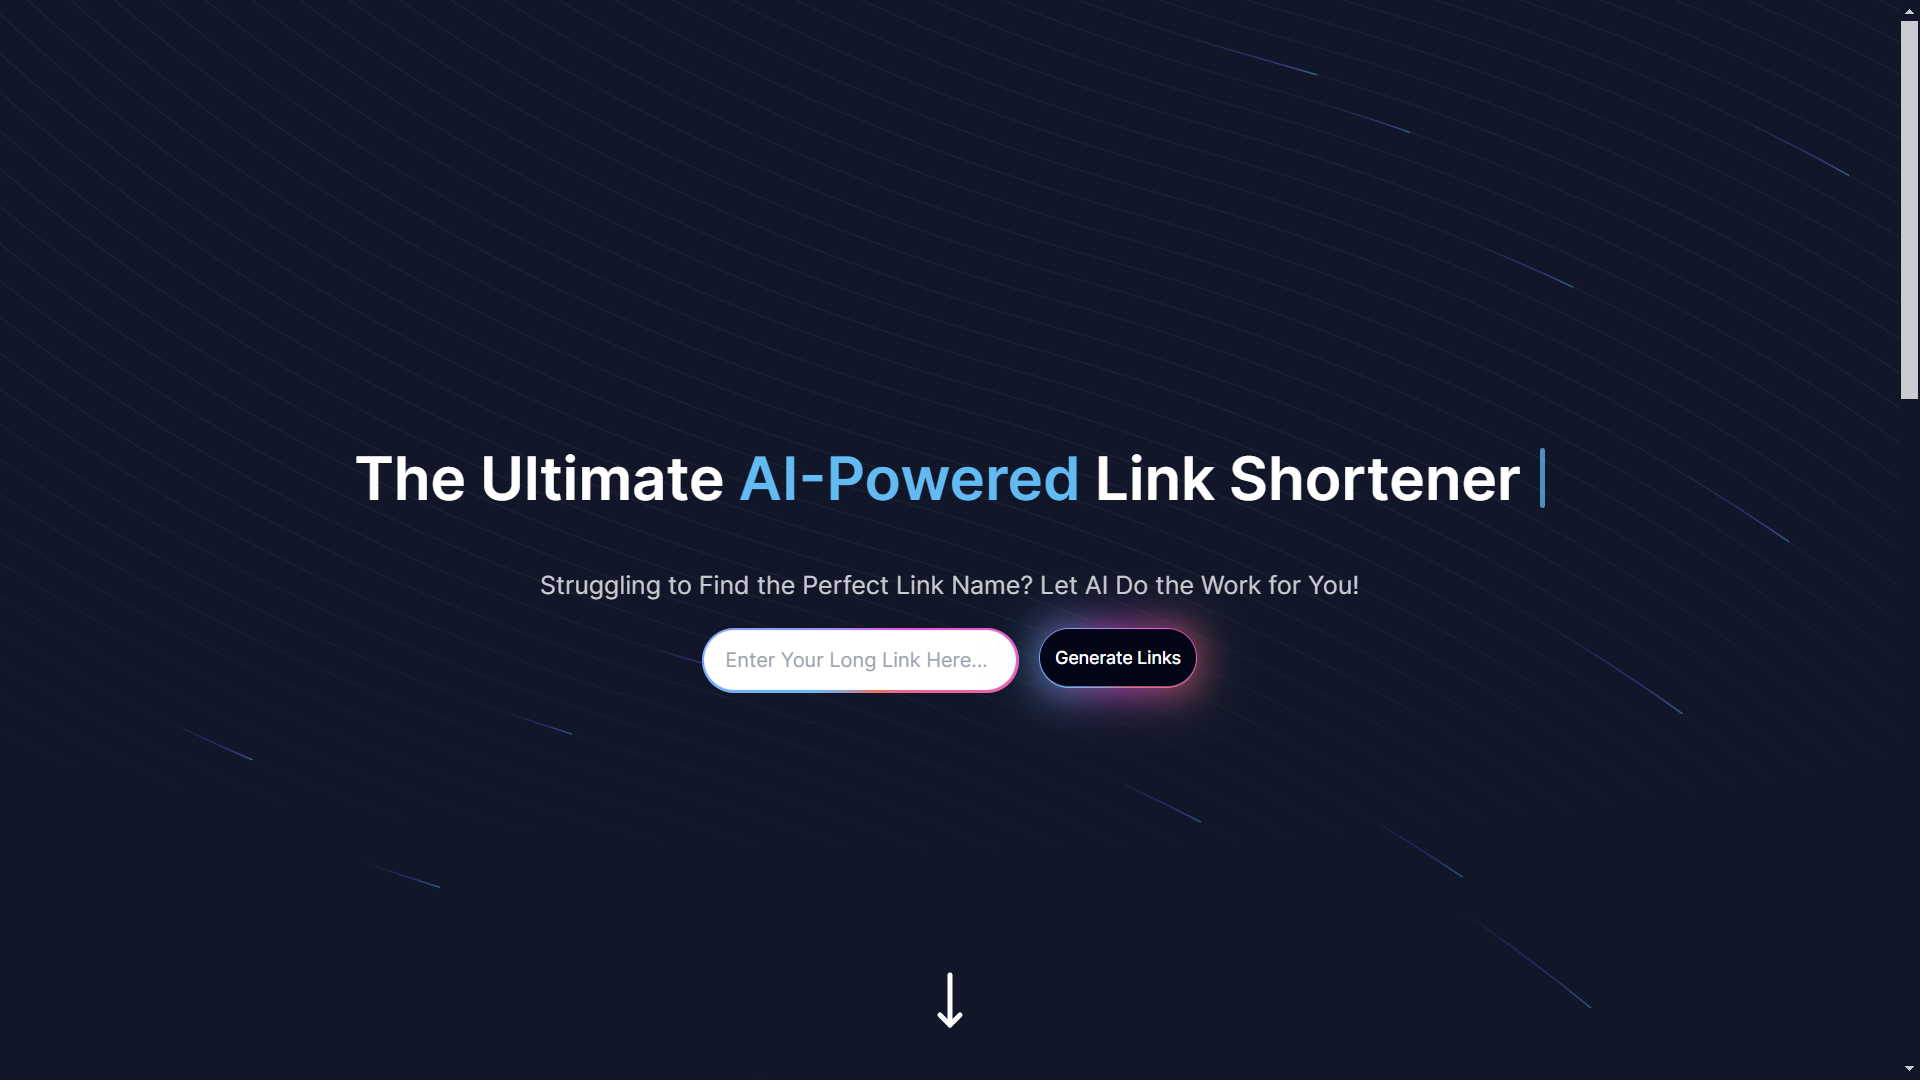 The Ultimate AI-Powered Link Shortener
Struggling to Find the Perfect Link Name? Let AI Do the Work for You!
Enter Your Long Link Here...
Generate Links